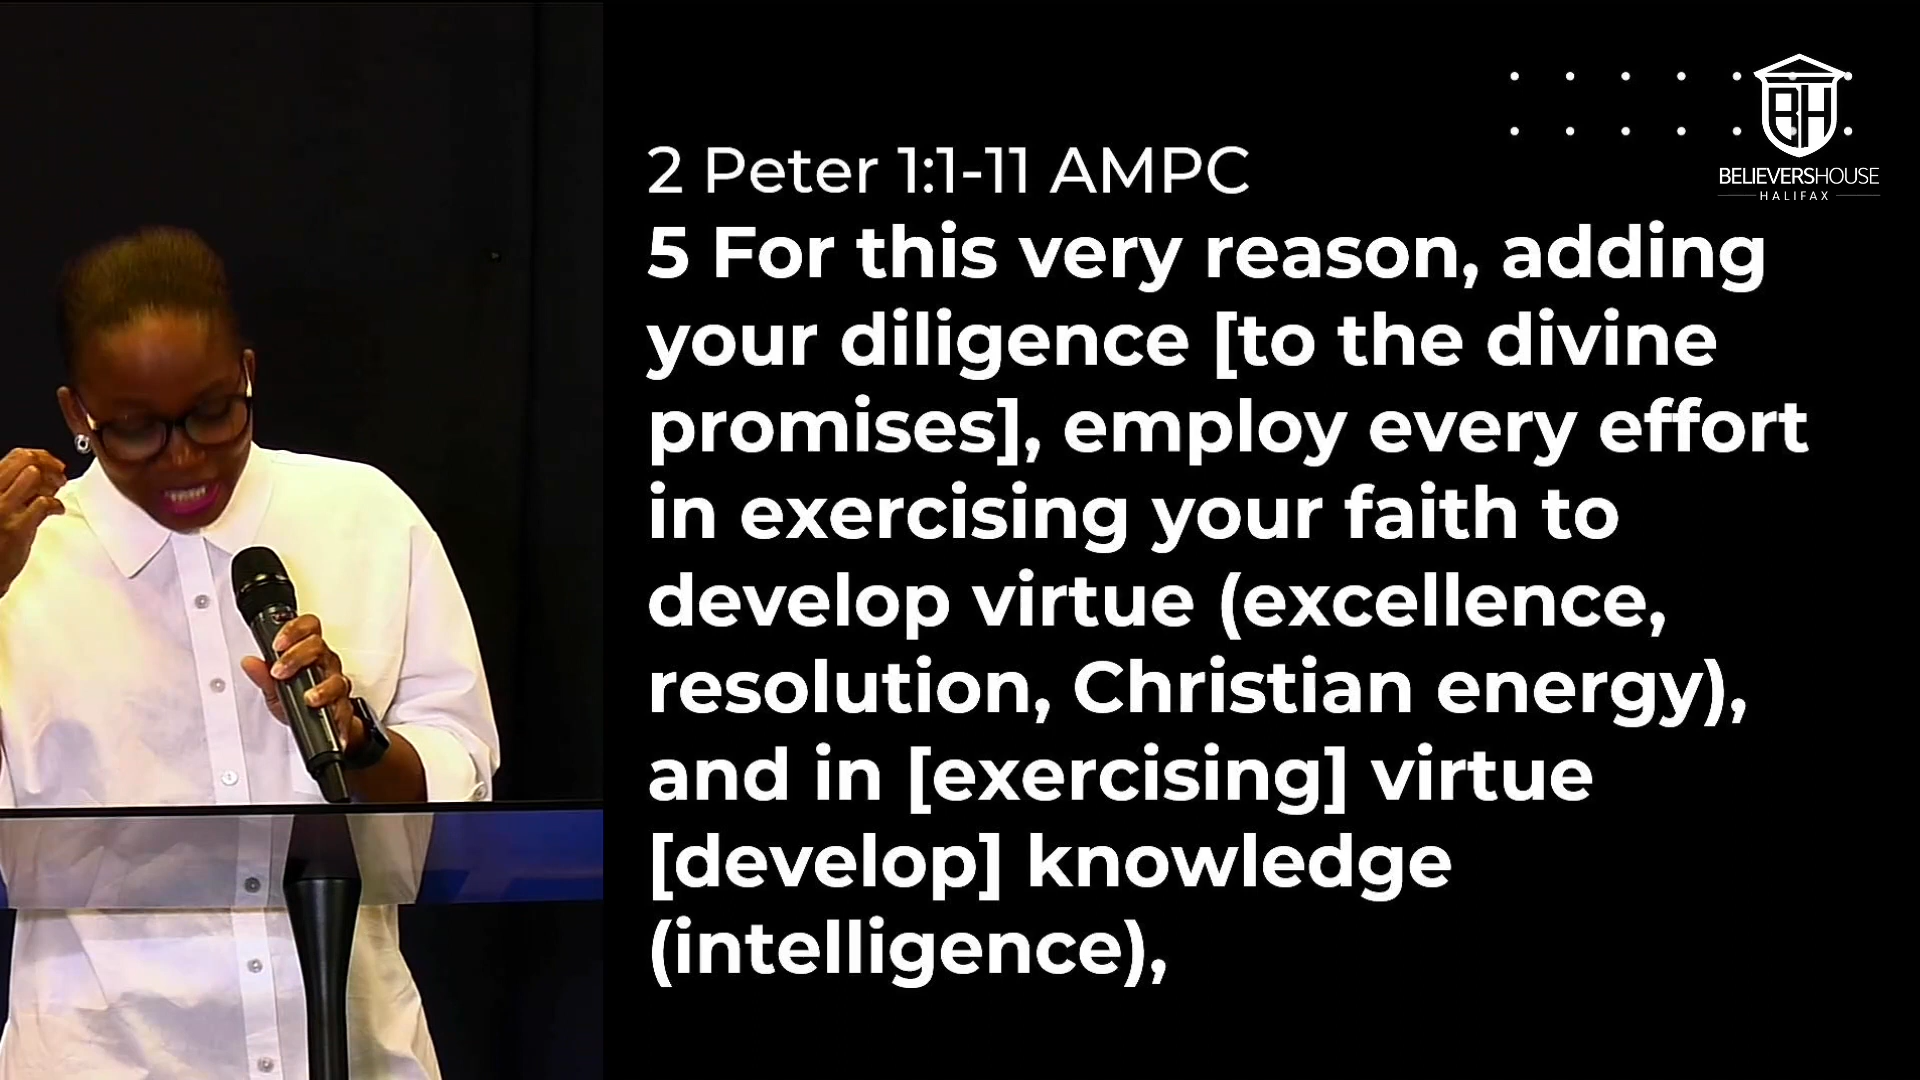 2 Peter 1:1-11 AMPC
5 For this very reason, adding
your diligence [to the divine
promises], employ every effort
in exercising your faith to
develop virtue (excellence,
resolution, Christian energy),
and in [exercising] virtue
[develop] knowledge
(intelligence),
BH
BELIEVERSHOUSE
HALIFAX